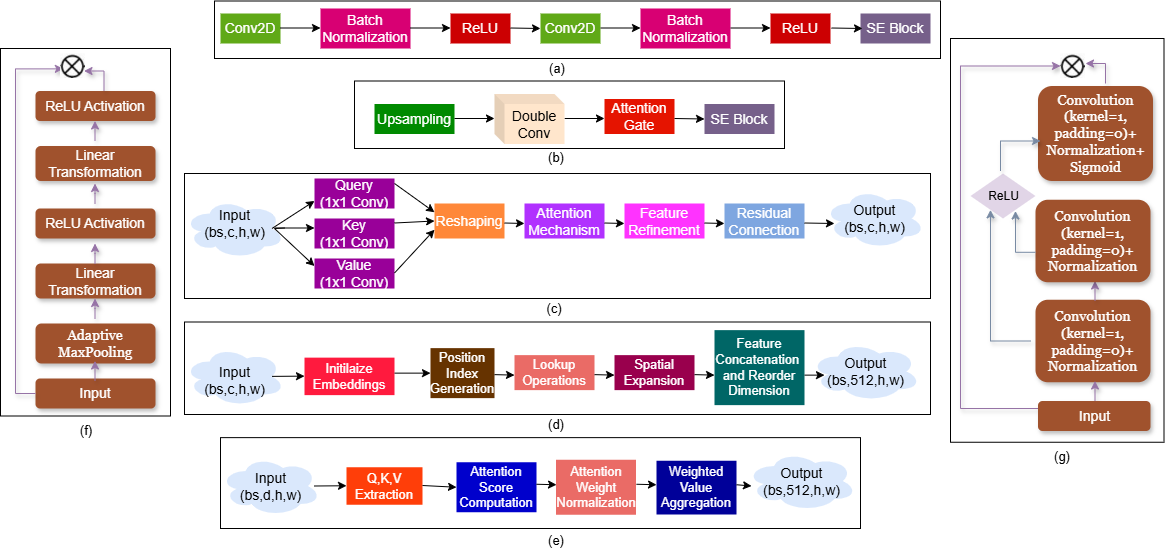 Conv2D
Batch
Normalization
ReLU
Conv2D
Batch
Normalization
ReLU
SE Block
(a)
Upsampling
Double
Conv
Attention
Gate
SE Block
(b)
Input
(bs,c,h,w)
Query
(1x1 Conv)
Key
(1x1 Conv)
Value
(1x1 Conv)
Reshaping
Attention
Mechanism
Feature
Refinement
Residual
Connection
Output
(bs,c,h,w)
(c)
Input
(bs,c,h,w)
Initilaize
Embeddings
Position
Index
Generation
Lookup
Operations
Spatial
Expansion
Feature
Concatenation
and Reorder
Dimension
Output
(bs,512,h,w)
(d)
Input
(bs,d,h,w)
Q,K,V
Extraction
Attention
Score
Computation
Attention
Weight
Normalization
Weighted
Value
Aggregation
Output
(bs,512,h,w)
(e)
ReLU Activation
Linear
Transformation
ReLU Activation
Linear
Transformation
Adaptive
MaxPooling
Input
(f)
Convolution
(kernel=1,
padding=0)+
Normalization+
Sigmoid
ReLU
Convolution
(kernel=1,
padding=0)+
Normalization
Convolution
(kernel=1,
padding=0)+
Normalization
Input
(g)